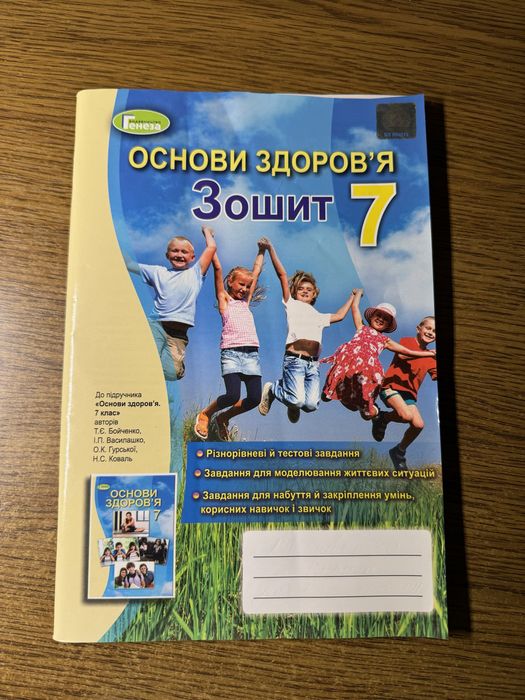 Генеза
ОСНОВИ ЗДОРОВ'Я
Зошит 7
До підручника
«Основи здоров'я.
7 клас»
авторів
Т.Є. Бойченко,
І.П. Василашко,
О.К. Гурської,
Н.С. Коваль
Різнорівневі й тестові завдання
Завдання для моделювання життєвих ситуацій
Завдання для набуття й закріплення умінь,
корисних навичок і звичок
ОСНОВИ
ЗДОРОВ'Я
7